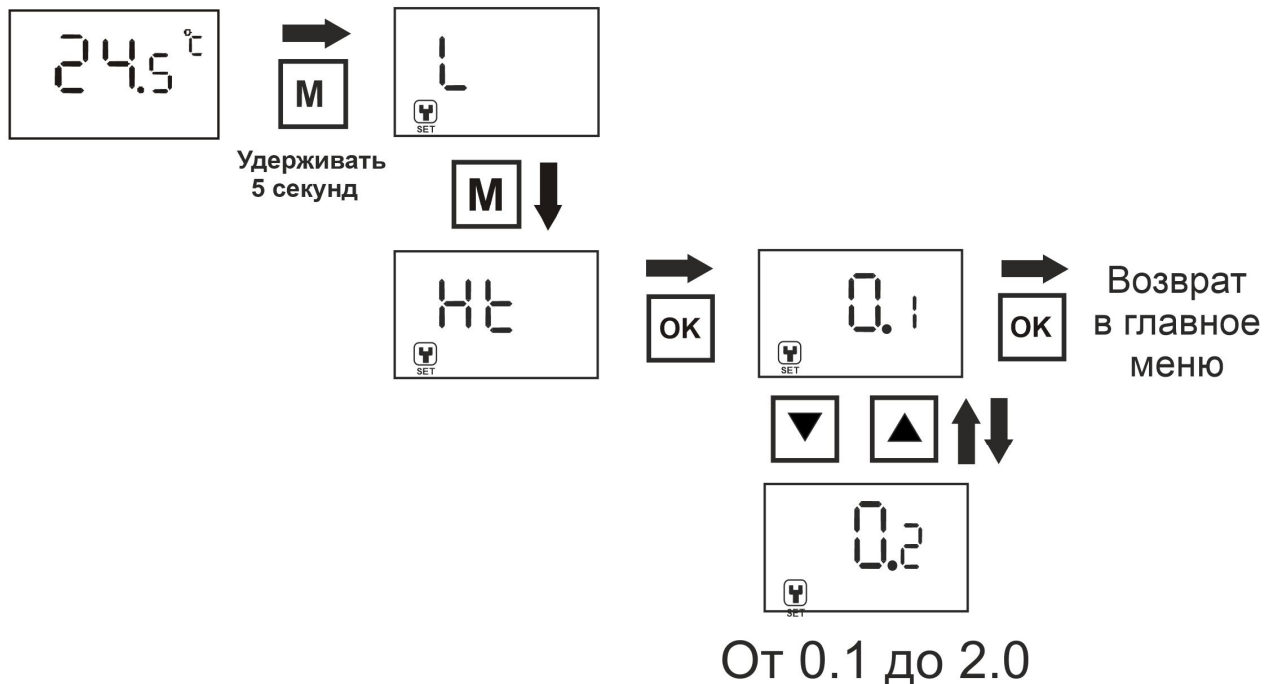 24.5 °C
M
Удерживать
5 секунд
L
SET
M
Ht
SET
OK
0.1
SET
OK
Возврат
в главное
меню
0.2
SET
От 0.1 до 2.0